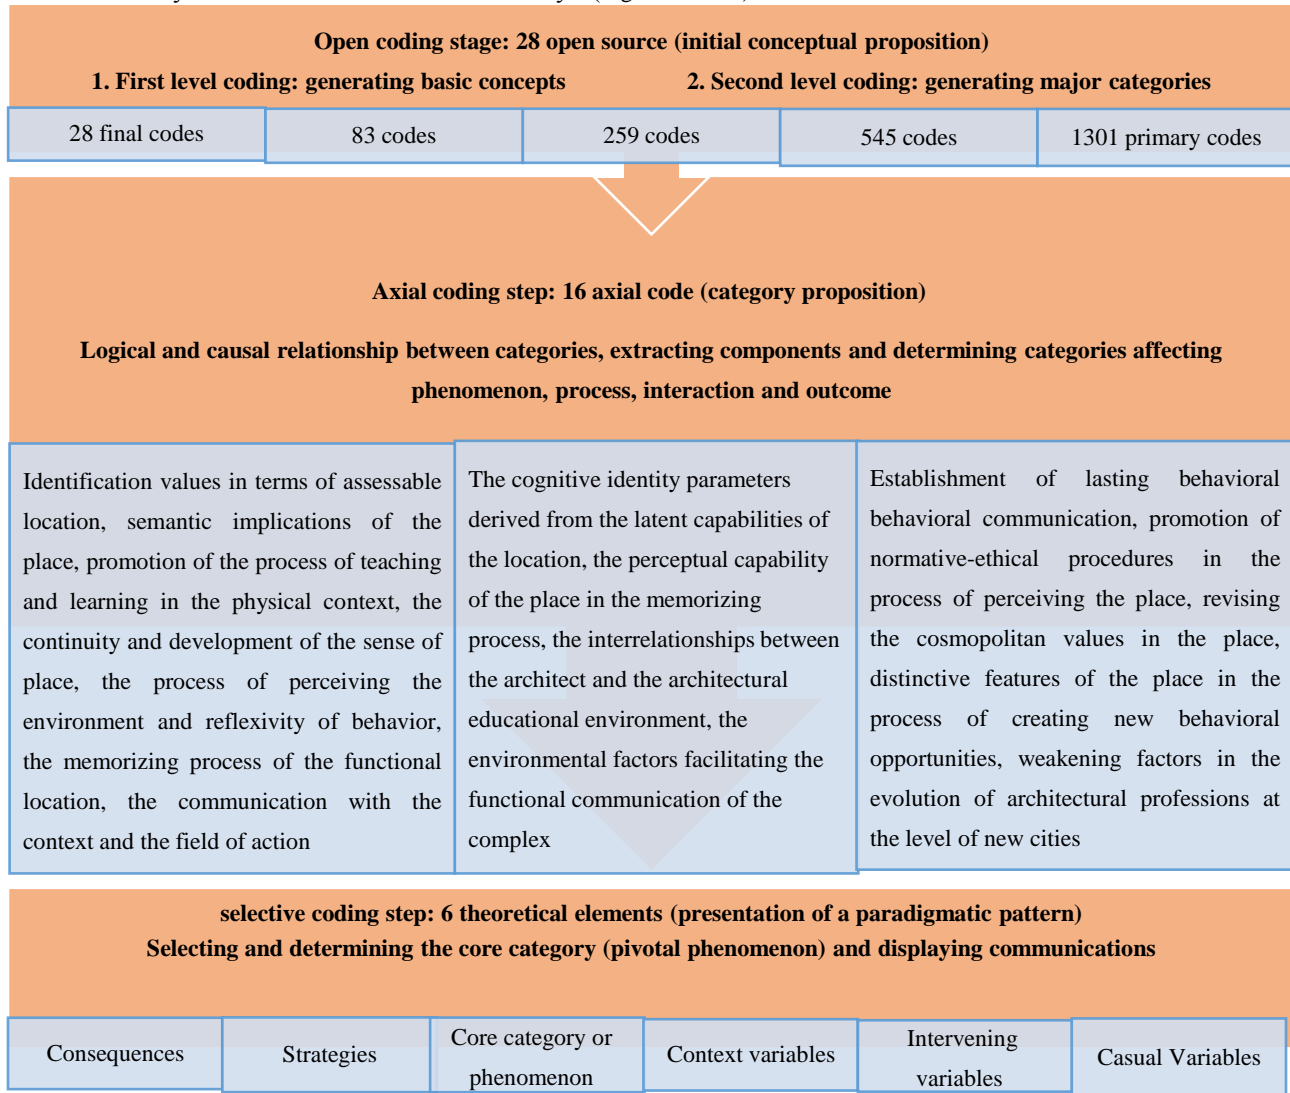 Open coding stage: 28 open source (initial conceptual proposition)
1. First level coding: generating basic concepts 2. Second level coding: generating major categories
28 final codes
83 codes
259 codes
545 codes
1301 primary codes
Axial coding step: 16 axial code (category proposition)
Logical and causal relationship between categories, extracting components and determining categories affecting
phenomenon, process, interaction and outcome
Identification values in terms of assessable
location, semantic implications of the
place, promotion of the process of teaching
and learning in the physical context, the
continuity and development of the sense of
place, the process of perceiving the
environment and reflexivity of behavior,
the memorizing process of the functional
location, the communication with the
context and the field of action
The cognitive identity parameters
derived from the latent capabilities of
the location, the perceptual capability
of the place in the memorizing
process, the interrelationships between
the architect and the architectural
educational environment, the
environmental factors facilitating the
functional communication of the
complex
Establishment of lasting behavioral
behavioral communication, promotion of
normative-ethical procedures in the
process of perceiving the place, revising
the cosmopolitan values in the place,
distinctive features of the place in the
process of creating new behavioral
opportunities, weakening factors in the
evolution of architectural professions at
the level of new cities
selective coding step: 6 theoretical elements (presentation of a paradigmatic pattern)
Selecting and determining the core category (pivotal phenomenon) and displaying communications
Consequences
Strategies
Core category or
phenomenon
Context variables
Intervening
variables
Casual Variables